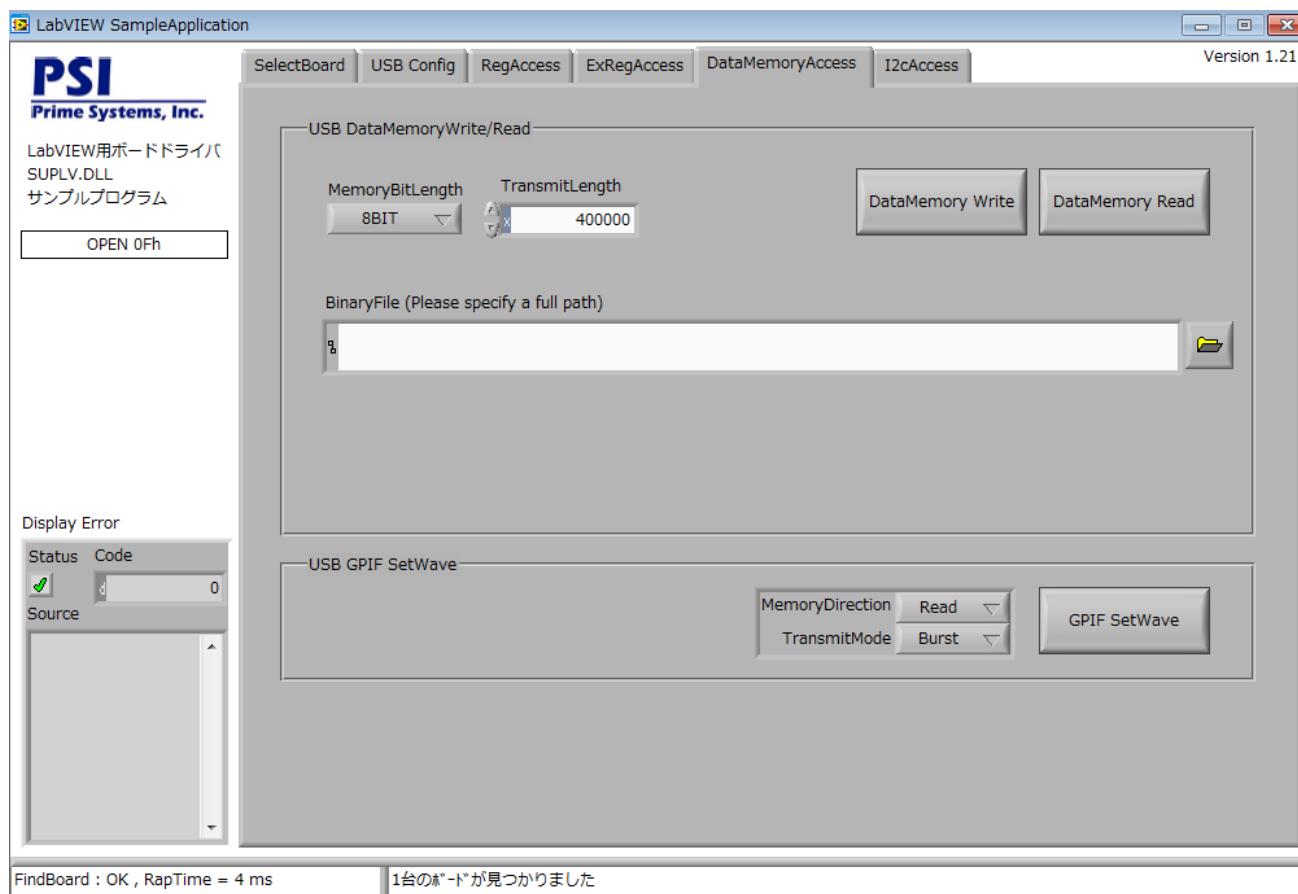 LabVIEW SampleApplication
PSI
Prime Systems, Inc.
LabVIEW用ボードドライバ
SUPLV.DLL
サンプルプログラム
OPEN 0Fh
SelectBoard
USB Config
RegAccess
ExRegAccess
DataMemoryAccess
I2cAccess
Version 1.21
USB DataMemoryWrite/Read
MemoryBitLength
8BIT
TransmitLength
x 400000
DataMemory Write
DataMemory Read
BinaryFile (Please specify a full path)
USB GPIF SetWave
MemoryDirection Read
TransmitMode Burst
GPIF SetWave
Display Error
Status Code
d 0
Source
FindBoard : OK , RapTime = 4 ms
1台のﾎﾞｰﾄﾞが見つかりました